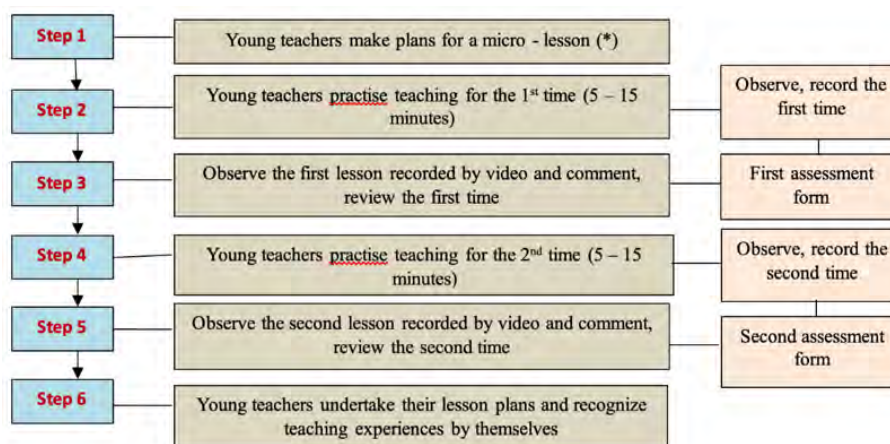 Step 1
Young teachers make plans for a micro - lesson (*)
Step 2
Young teachers practise teaching for the 1st time (5 – 15
minutes)
Observe, record the
first time
Step 3
Observe the first lesson recorded by video and comment,
review the first time
First assessment
form
Step 4
Young teachers practise teaching for the 2nd time (5 – 15
minutes)
Observe, record the
second time
Step 5
Observe the second lesson recorded by video and comment,
review the second time
Second assessment
form
Step 6
Young teachers undertake their lesson plans and recognize
teaching experiences by themselves